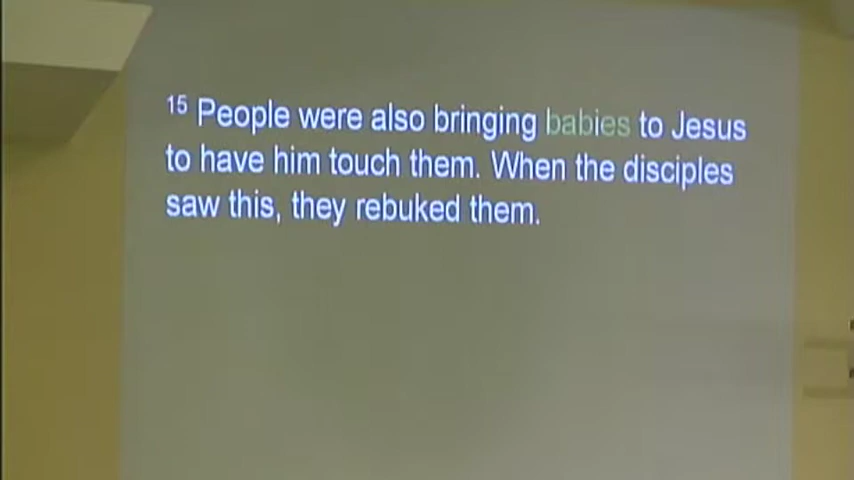 15 People were also bringing babies to Jesus
to have him touch them. When the disciples
saw this, they rebuked them.